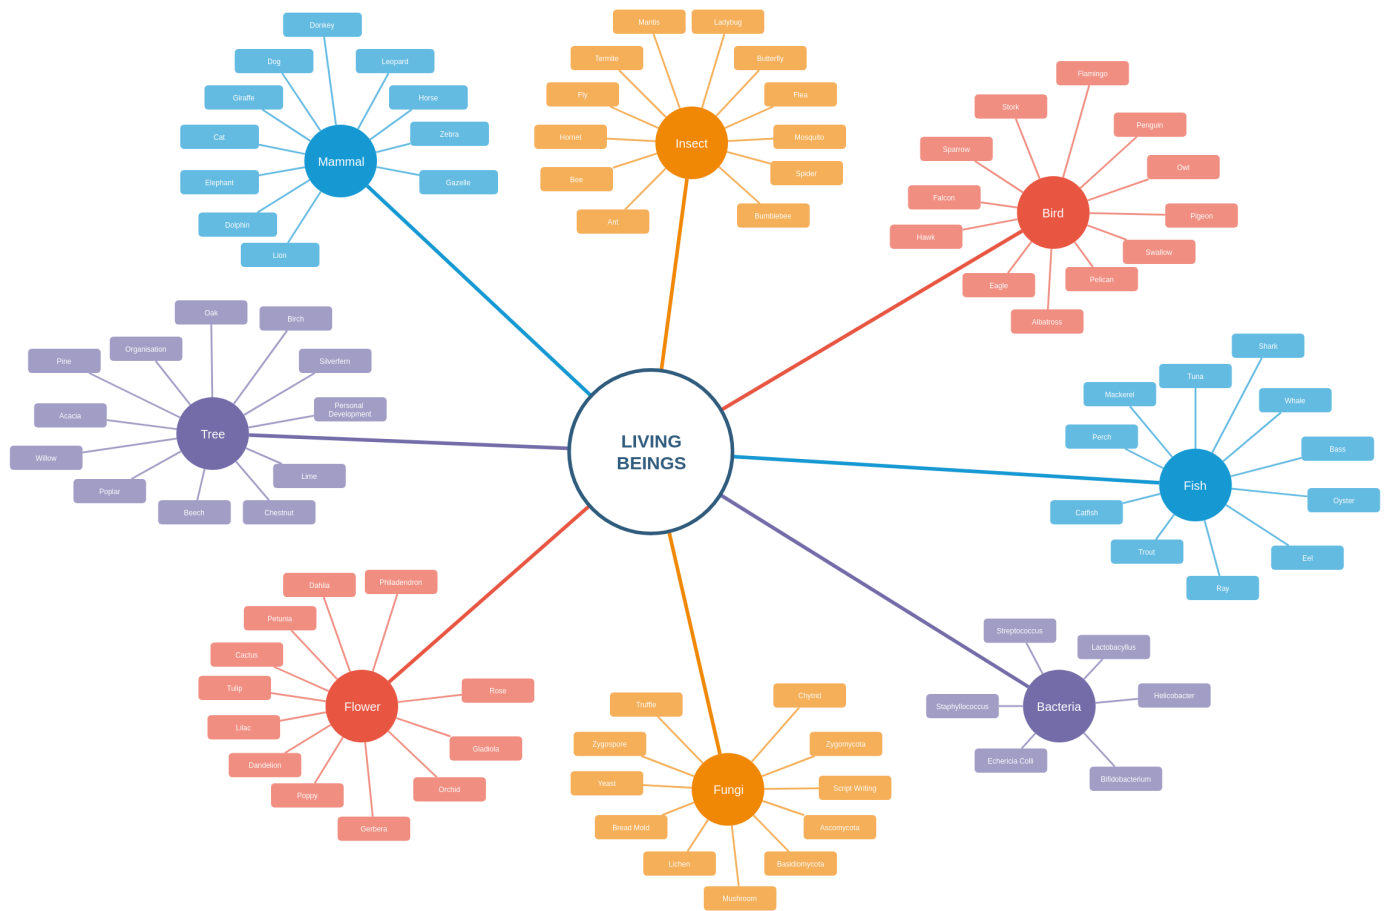 LIVING
BEINGS
Mammal
Donkey
Dog
Leopard
Giraffe
Horse
Cat
Zebra
Elephant
Gazelle
Dolphin
Lion
Insect
Mantis
Ladybug
Termite
Butterfly
Fly
Flea
Hornet
Mosquito
Bee
Spider
Ant
Bumblebee
Bird
Flamingo
Stork
Penguin
Sparrow
Owl
Falcon
Pigeon
Hawk
Swallow
Eagle
Pelican
Albatross
Tree
Oak
Birch
Organisation
Pine
Silverfern
Acacia
Personal
Development
Willow
Lime
Poplar
Beech
Chestnut
Fish
Shark
Tuna
Mackerel
Whale
Perch
Bass
Catfish
Oyster
Trout
Eel
Ray
Flower
Dahlia
Philadendron
Petunia
Cactus
Tulip
Rose
Lilac
Gladiola
Dandelion
Orchid
Poppy
Gerbera
Fungi
Chytrid
Truffle
Zygospore
Zygomycota
Yeast
Script Writing
Bread Mold
Ascomycota
Lichen
Basidiomycota
Mushroom
Bacteria
Streptococcus
Lactobacyllus
Staphyllococcus
Helicobacter
Echericia Colli
Bifidobacterium